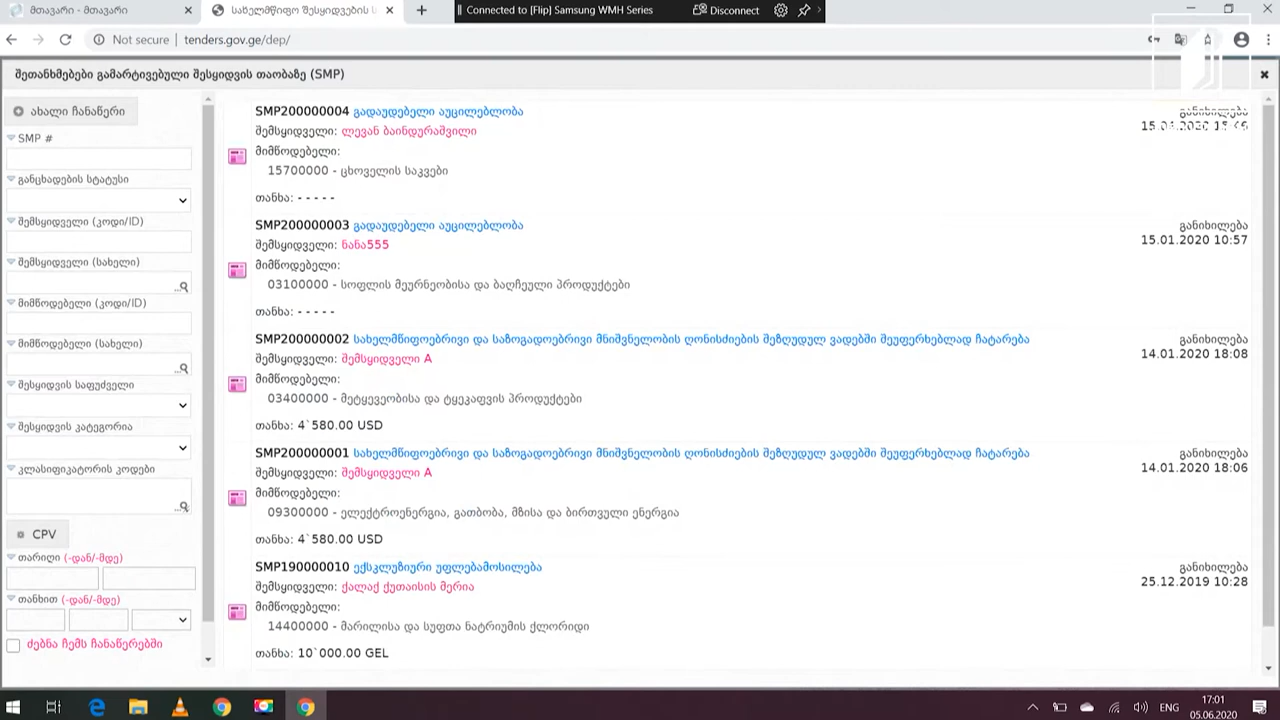 მთავარი - მთავარი
სახელმწიფო შესყიდვების ს
Connected to [Flip] Samsung WMH Series
Disconnect
Not secure
tenders.gov.ge/dep/
შეთანხმებები გამარტივებული შესყიდვის თაობაზე (SMP)
ახალი ჩანაწერი
SMP #
განცხადების სტატუსი
შემსყიდველი (კოდი/ID)
შემსყიდველი (სახელი)
...
მიმწოდებელი (კოდი/ID)
მიმწოდებელი (სახელი)
...
შესყიდვის საფუძველი
შესყიდვის კატეგორია
კლასიფიკატორის კოდები
...
CPV
თარიღი (-დან/-მდე)
თანხით (-დან/-მდე)
ძებნა ჩემს ჩანაწერებში
SMP200000004 გადაუდებელი აუცილებლობა
განიხილება
შემსყიდველი: ლევან ბაინდურაშვილი
მიმწოდებელი:
15700000 - ცხოველის საკვები
თანხა: - - - - -
SMP200000003 გადაუდებელი აუცილებლობა
განიხილება
შემსყიდველი: ნანა555
15.01.2020 10:57
მიმწოდებელი:
03100000 - სოფლის მეურნეობისა და ბაღჩეული პროდუქტები
თანხა: - - - - -
SMP200000002 სახელმწიფოებრივი და საზოგადოებრივი მნიშვნელობის ღონისძიების შეზღუდულ ვადებში შეუფერხებლად ჩატარება
განიხილება
შემსყიდველი: შემსყიდველი A
14.01.2020 18:08
მიმწოდებელი:
03400000 - მეტყევეობისა და ტყეკაფვის პროდუქტები
თანხა: 4`580.00 USD
SMP200000001 სახელმწიფოებრივი და საზოგადოებრივი მნიშვნელობის ღონისძიების შეზღუდულ ვადებში შეუფერხებლად ჩატარება
განიხილება
შემსყიდველი: შემსყიდველი A
14.01.2020 18:06
მიმწოდებელი:
09300000 - ელექტროენერგია, გათბობა, მზისა და ბირთვული ენერგია
თანხა: 4`580.00 USD
SMP190000010 ექსკლუზიური უფლებამოსილება
განიხილება
შემსყიდველი: ქალაქ ქუთაისის მერია
25.12.2019 10:28
მიმწოდებელი:
14400000 - მარილისა და სუფთა ნატრიუმის ქლორიდი
თანხა: 10`000.00 GEL
ENG
17:01
05.06.2020